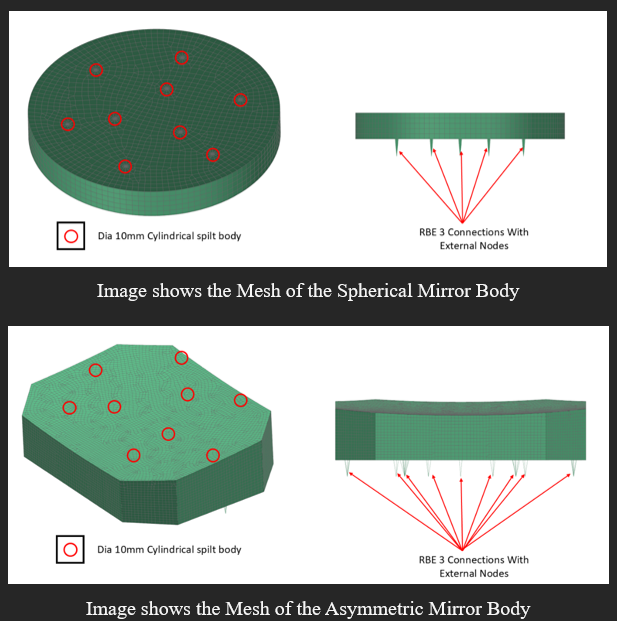 Dia 10mm Cylindrical spilt body
RBE 3 Connections With
External Nodes
Image shows the Mesh of the Spherical Mirror Body
Dia 10mm Cylindrical spilt body
RBE 3 Connections With
External Nodes
Image shows the Mesh of the Asymmetric Mirror Body